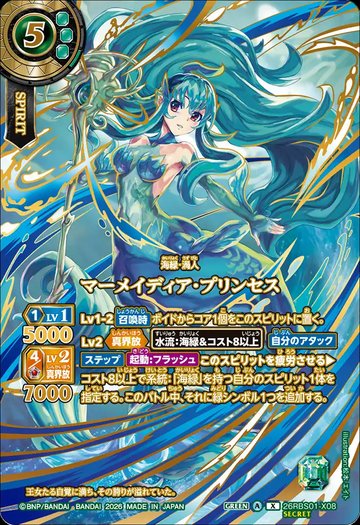 5
SPIRIT
海緑・漁人
マーメイディア・プリンセス
1 LV1
5000
4 LV2
真界放
7000
Lv1-2 召喚時 ボイドからコア1個をこのスピリットに置く。
Lv2 真界放 水流:海緑&コスト8以上 自分のアタック
ステップ 起動:フラッシュ このスピリットを疲労させる▶
コスト8以上で系統:「海緑」を持つ自分のスピリット1体を
指定する。このバトル中、それに緑シンボル1つを追加する。
王女たる自覚に満ち、その誇りが溢れていた。
GREEN A X 26RBS01-X08
SECRET
©BNP/BANDAI ©BANDAI 2026 MADE IN JAPAN